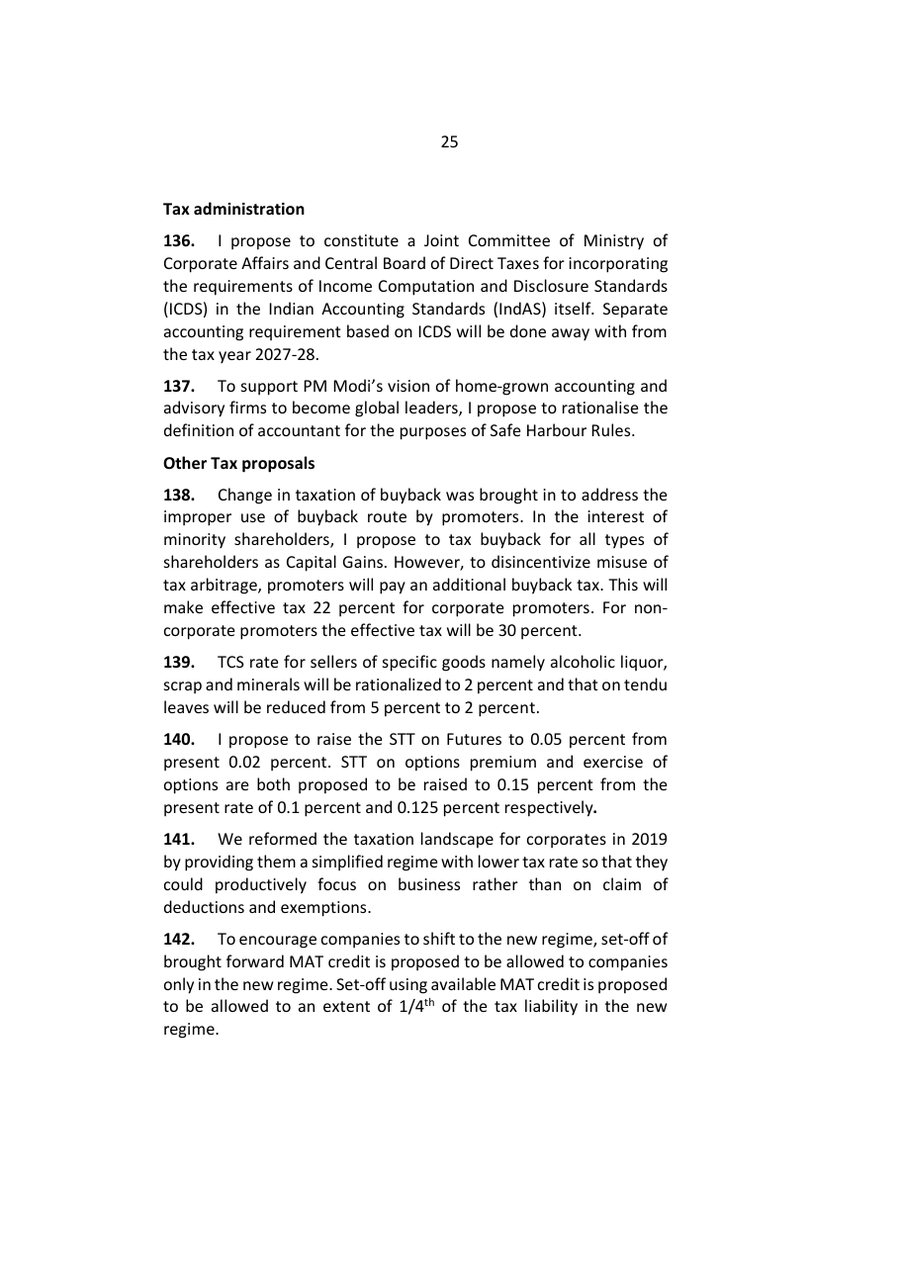 25
Tax administration
136. I propose to constitute a Joint Committee of Ministry of
Corporate Affairs and Central Board of Direct Taxes for incorporating
the requirements of Income Computation and Disclosure Standards
(ICDS) in the Indian Accounting Standards (IndAS) itself. Separate
accounting requirement based on ICDS will be done away with from
the tax year 2027-28.
137. To support PM Modi’s vision of home-grown accounting and
advisory firms to become global leaders, I propose to rationalise the
definition of accountant for the purposes of Safe Harbour Rules.
Other Tax proposals
138. Change in taxation of buyback was brought in to address the
improper use of buyback route by promoters. In the interest of
minority shareholders, I propose to tax buyback for all types of
shareholders as Capital Gains. However, to disincentivize misuse of
tax arbitrage, promoters will pay an additional buyback tax. This will
make effective tax 22 percent for corporate promoters. For non-
corporate promoters the effective tax will be 30 percent.
139. TCS rate for sellers of specific goods namely alcoholic liquor,
scrap and minerals will be rationalized to 2 percent and that on tendu
leaves will be reduced from 5 percent to 2 percent.
140. I propose to raise the STT on Futures to 0.05 percent from
present 0.02 percent. STT on options premium and exercise of
options are both proposed to be raised to 0.15 percent from the
present rate of 0.1 percent and 0.125 percent respectively.
141. We reformed the taxation landscape for corporates in 2019
by providing them a simplified regime with lower tax rate so that they
could productively focus on business rather than on claim of
deductions and exemptions.
142. To encourage companies to shift to the new regime, set-off of
brought forward MAT credit is proposed to be allowed to companies
only in the new regime. Set-off using available MAT credit is proposed
to be allowed to an extent of 1/4th of the tax liability in the new
regime.